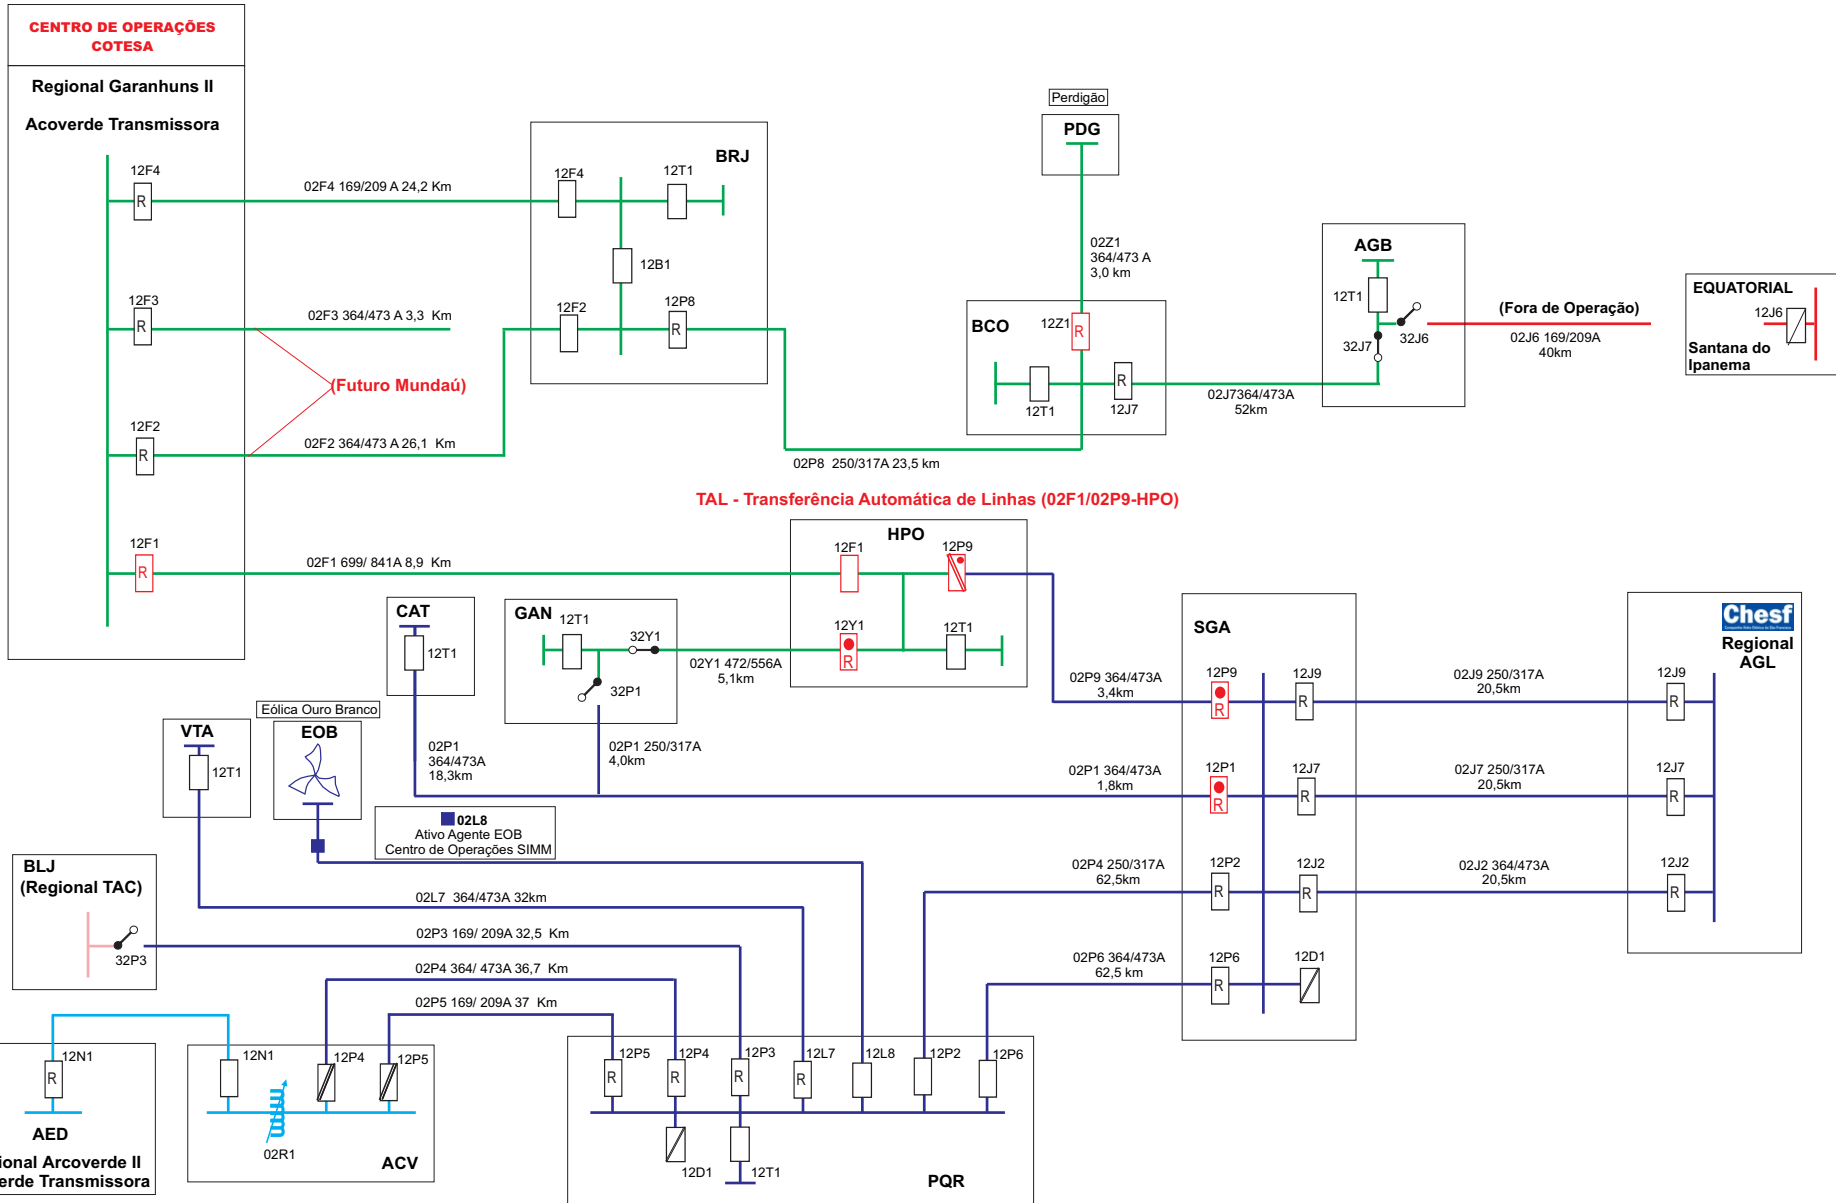 CENTRO DE OPERAÇÕES
COTESA
Regional Garanhuns II
Acoverde Transmissora
12F4
R
02F4 169/209 A 24,2 Km
12F3
R
02F3 364/473 A 3,3 Km
(Futuro Mundaú)
12F2
R
02F2 364/473 A 26,1 Km
12F1
R
02F1 699/ 841A 8,9 Km
BRJ
12F4
12T1
12B1
12F2
12P8
R
02P8 250/317A 23,5 km
Perdigão
PDG
02Z1
364/473 A
3,0 km
BCO
12Z1
R
12T1
R
12J7
02J7364/473A
52km
AGB
12T1
32J7
32J6
(Fora de Operação)
02J6 169/209A
40km
EQUATORIAL
12J6
Santana do
Ipanema
TAL - Transferência Automática de Linhas (02F1/02P9-HPO)
HPO
12F1
12P9
12Y1
R
12T1
CAT
12T1
GAN
12T1
32Y1
32P1
02Y1 472/556A
5,1km
02P1
364/473A
18,3km
02P1 250/317A
4,0km
SGA
02P9 364/473A
3,4km
12P9
R
12J9
R
02J9 250/317A
20,5km
12J9
R
02P1 364/473A
1,8km
12P1
R
12J7
R
02J7 250/317A
20,5km
12J7
R
02P4 250/317A
62,5km
12P2
R
12J2
R
02J2 364/473A
20,5km
12J2
R
02P6 364/473A
62,5 km
12P6
R
12D1
Chesf
Regional
AGL
VTA
12T1
Eólica Ouro Branco
EOB
02L8
Ativo Agente EOB
Centro de Operações SIMM
BLJ
(Regional TAC)
32P3
02L7 364/473A 32km
02P3 169/ 209A 32,5 Km
02P4 364/ 473A 36,7 Km
02P5 169/ 209A 37 Km
12N1
R
AED
ional Arcoverde II
erde Transmissora
12N1
12P4
12P5
02R1
ACV
12P5
R
12P4
R
12P3
R
12L7
R
12L8
12P2
12P6
12D1
12T1
PQR